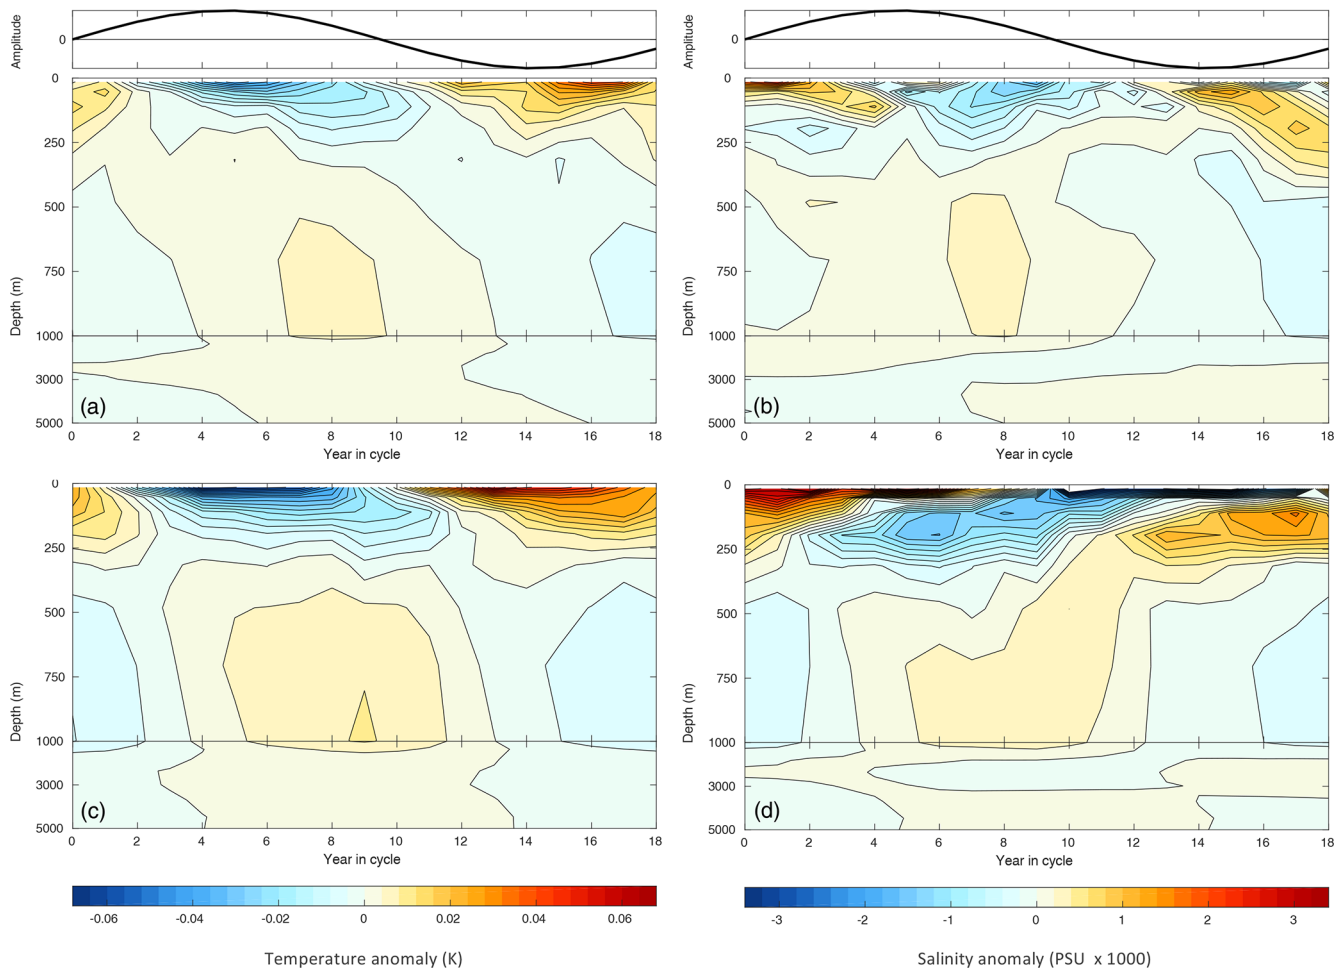 Amplitude
0
Amplitude
0
0
250
500
750
1000
3000
5000
Depth (m)
(a)
0 2 4 6 8 10 12 14 16 18
Year in cycle
0
250
500
750
1000
3000
5000
Depth (m)
(b)
0 2 4 6 8 10 12 14 16 18
Year in cycle
0
250
500
750
1000
3000
5000
Depth (m)
(c)
0 2 4 6 8 10 12 14 16 18
Year in cycle
0
250
500
750
1000
3000
5000
Depth (m)
(d)
0 2 4 6 8 10 12 14 16 18
Year in cycle
-0.06 -0.04 -0.02 0 0.02 0.04 0.06
Temperature anomaly (K)
-3 -2 -1 0 1 2 3
Salinity anomaly (PSU x 1000)